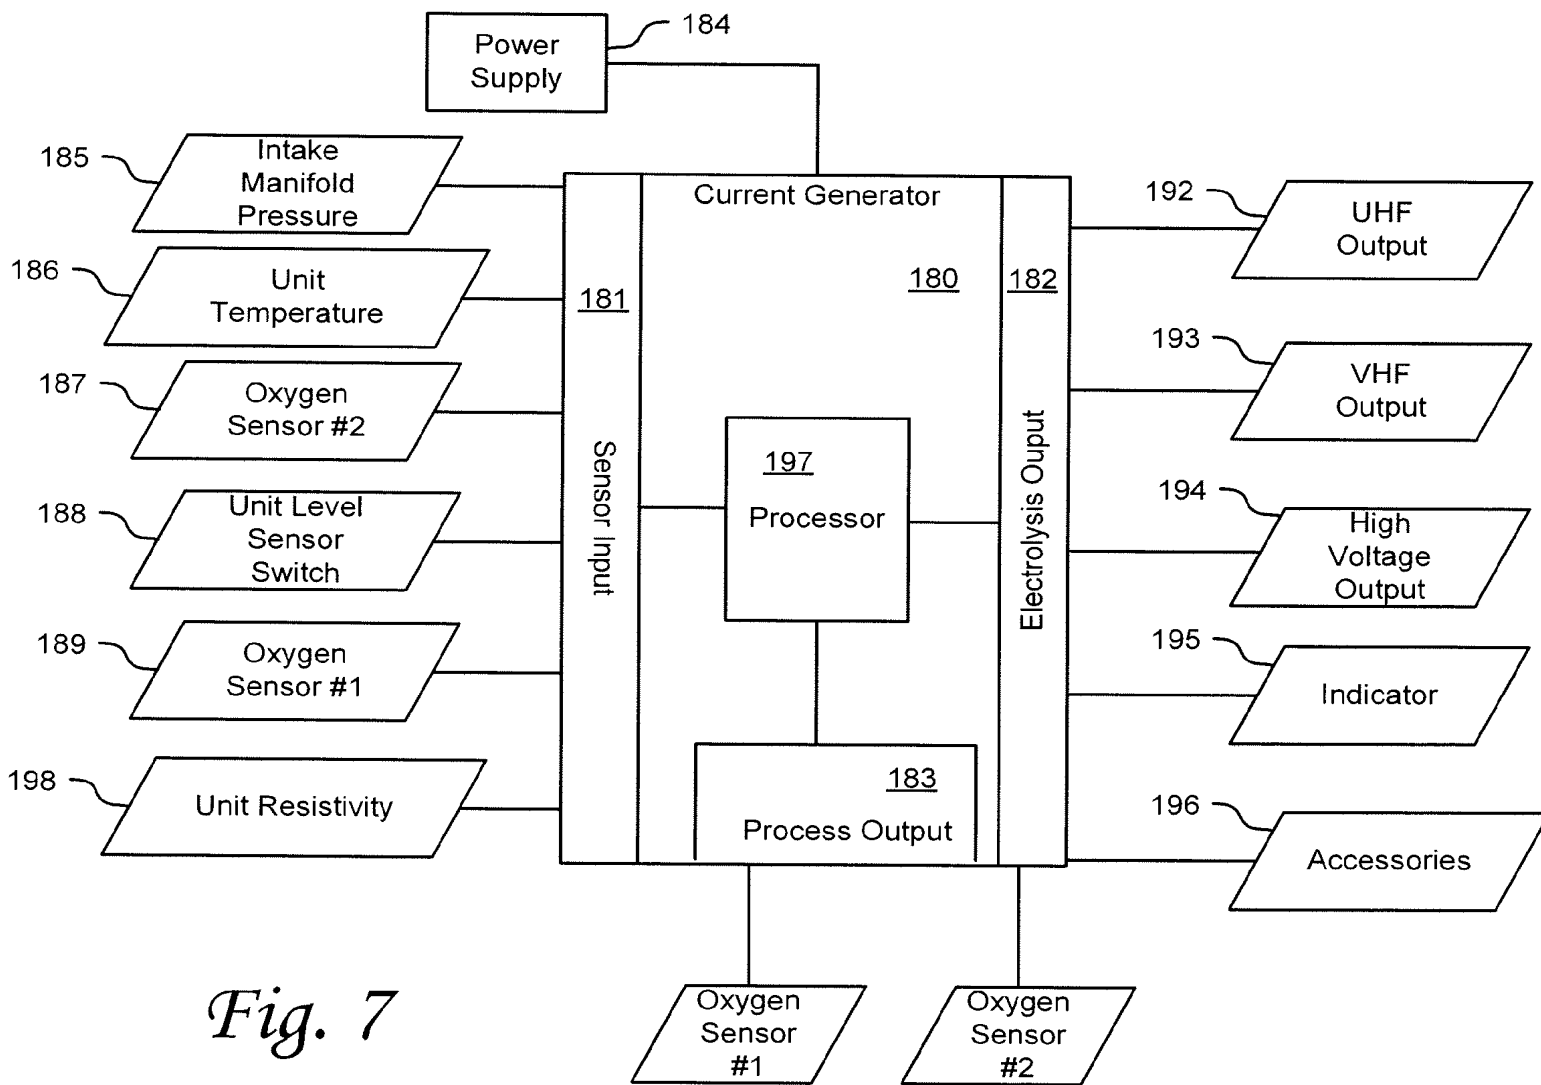 Power
Supply
184
185
Intake
Manifold
Pressure
186
Unit
Temperature
187
Oxygen
Sensor #2
188
Unit Level
Sensor
Switch
189
Oxygen
Sensor #1
198
Unit Resistivity
Current Generator
180
181
Sensor Input
182
Electrolysis Output
197
Processor
183
Process Output
192
UHF
Output
193
VHF
Output
194
High
Voltage
Output
195
Indicator
196
Accessories
Oxygen
Sensor
#1
Oxygen
Sensor
#2
Fig. 7